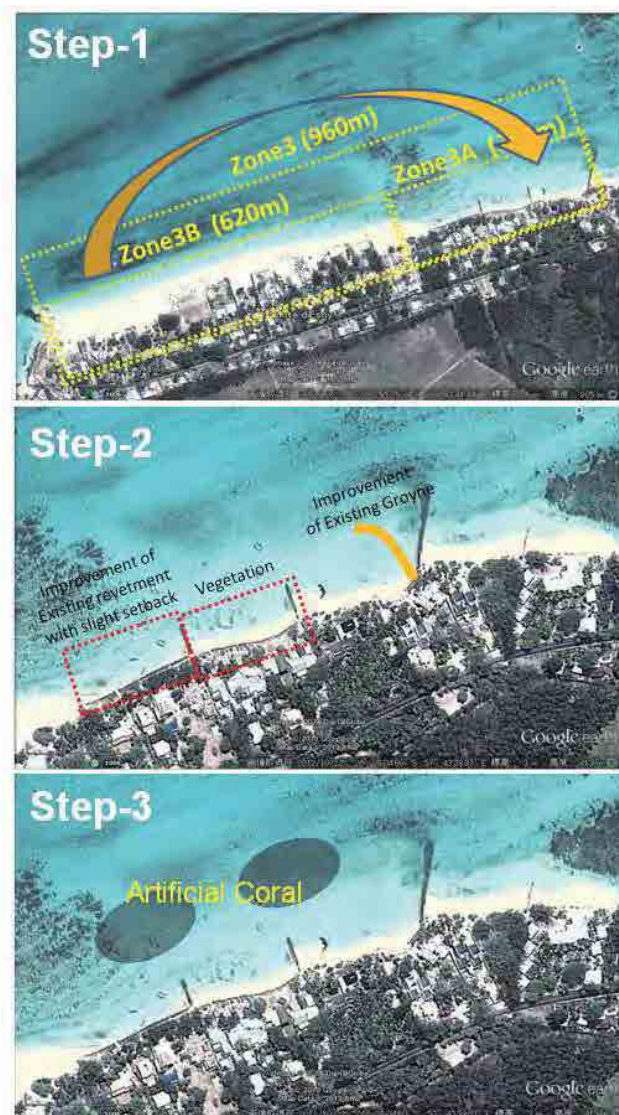 Step-1
Zone3 (960m)
Zone3A (
m)
Zone3B (620m)
Google earth
Step-2
Improvement
of Existing Groyne
Improvement of
Existing revetment
with slight setback
Vegetation
Google earth
Step-3
Artificial Coral
Google earth